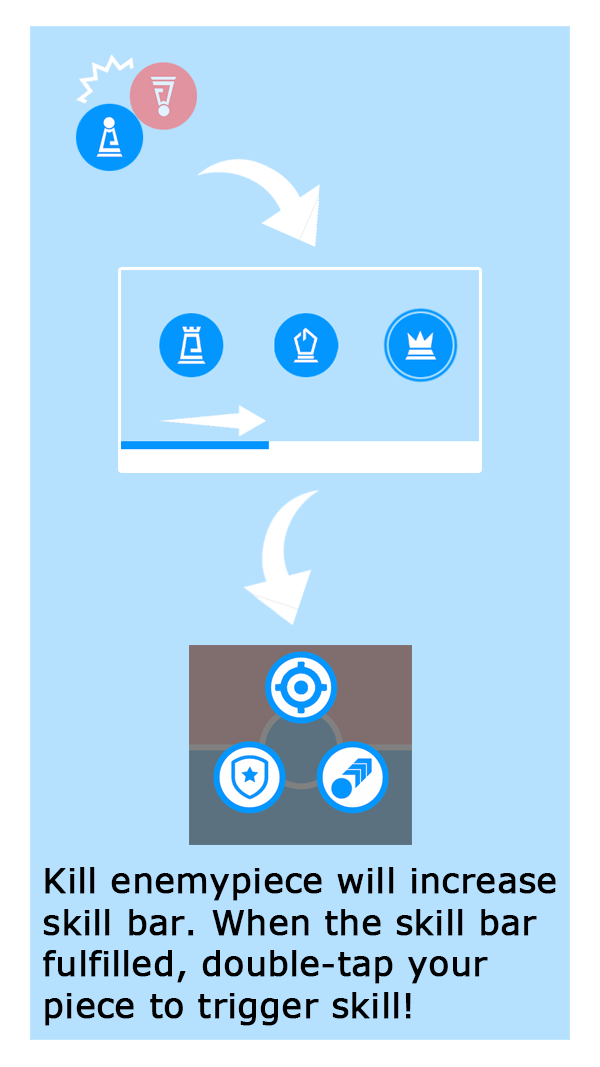 Kill enemypiece will increase
skill bar. When the skill bar
fulfilled, double-tap your
piece to trigger skill!